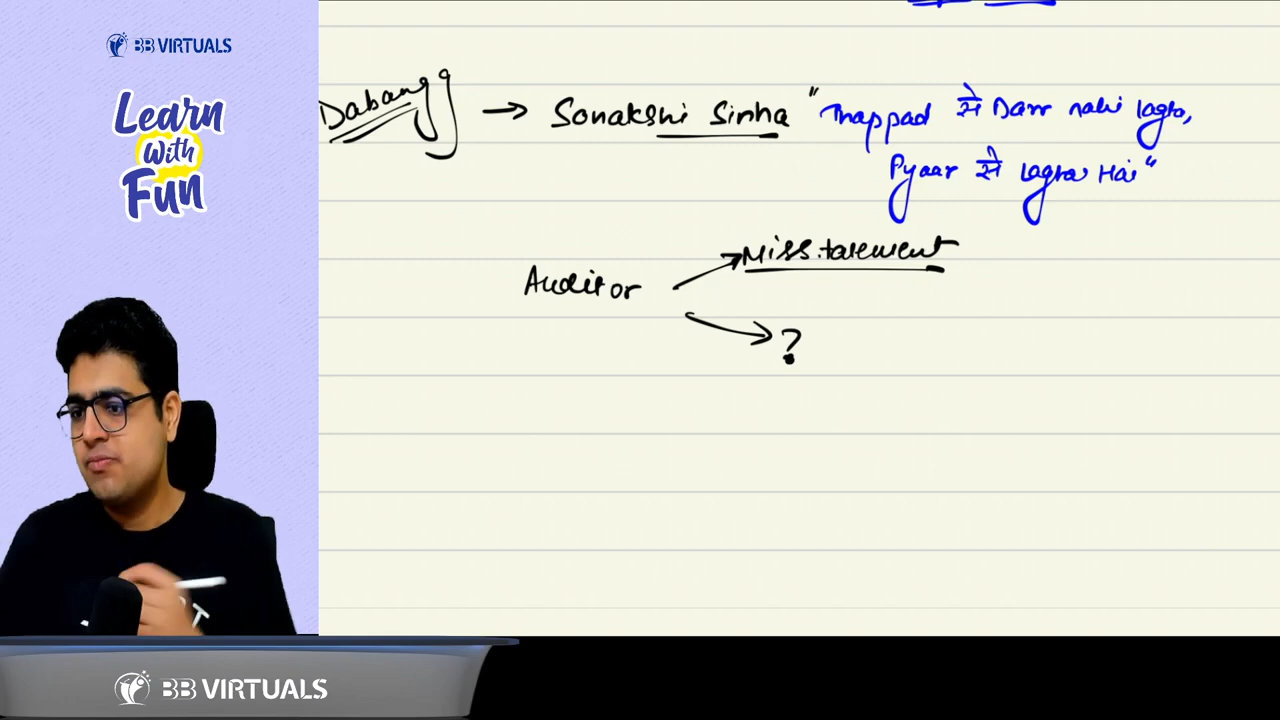 BB VIRTUALS
Learn
With
Fun
Dabangg → Sonakshi Sinha "Thappad से Darr nahi lagta,
Pyaar से lagta Hai"
Misstatement
Auditor
?
BB VIRTUALS